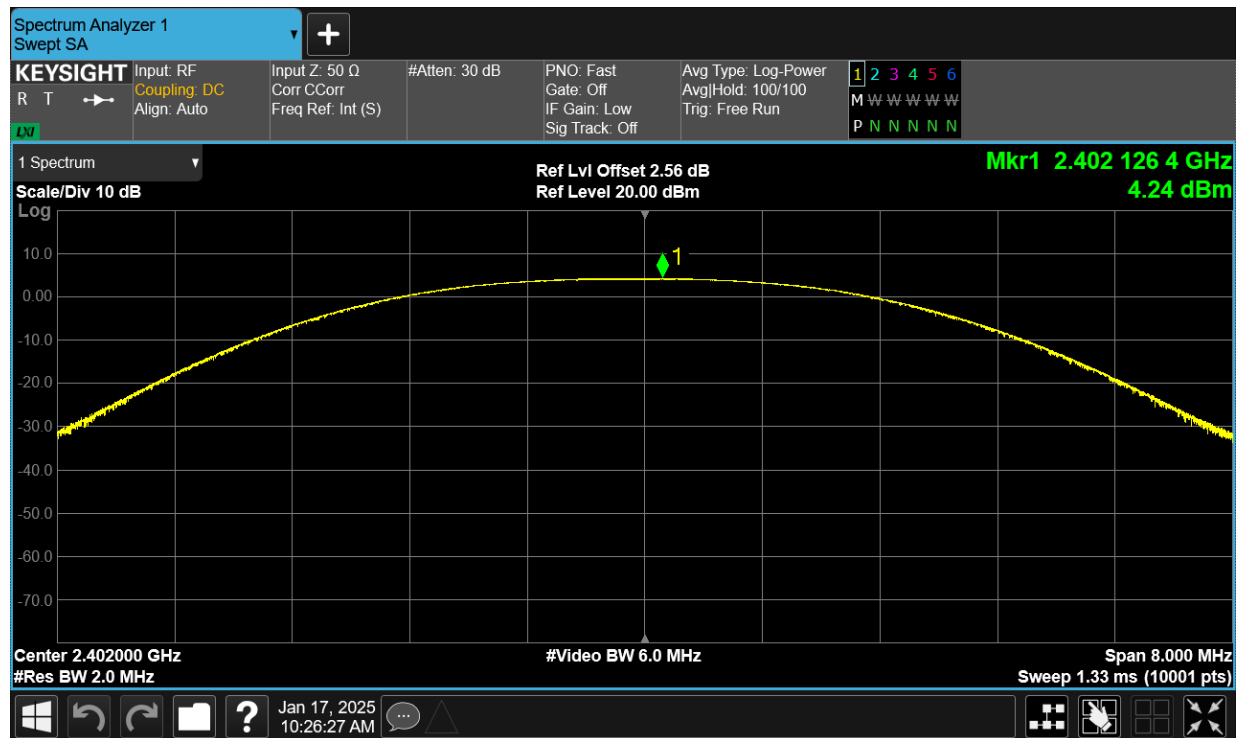 Spectrum Analyzer 1
Swept SA
KEYSIGHT
R T
LXI
Input: RF
Coupling: DC
Align: Auto
Input Z: 50 Ω
Corr CCorr
Freq Ref: Int (S)
#Atten: 30 dB
PNO: Fast
Gate: Off
IF Gain: Low
Sig Track: Off
Avg Type: Log-Power
Avg|Hold: 100/100
Trig: Free Run
1 2 3 4 5 6
M W W W W W
P N N N N N
1 Spectrum
Scale/Div 10 dB
Ref Lvl Offset 2.56 dB
Ref Level 20.00 dBm
Mkr1 2.402 126 4 GHz
4.24 dBm
Log
1
10.0
0.00
-10.0
-20.0
-30.0
-40.0
-50.0
-60.0
-70.0
Center 2.402000 GHz
#Res BW 2.0 MHz
#Video BW 6.0 MHz
Span 8.000 MHz
Sweep 1.33 ms (10001 pts)
?
Jan 17, 2025
10:26:27 AM